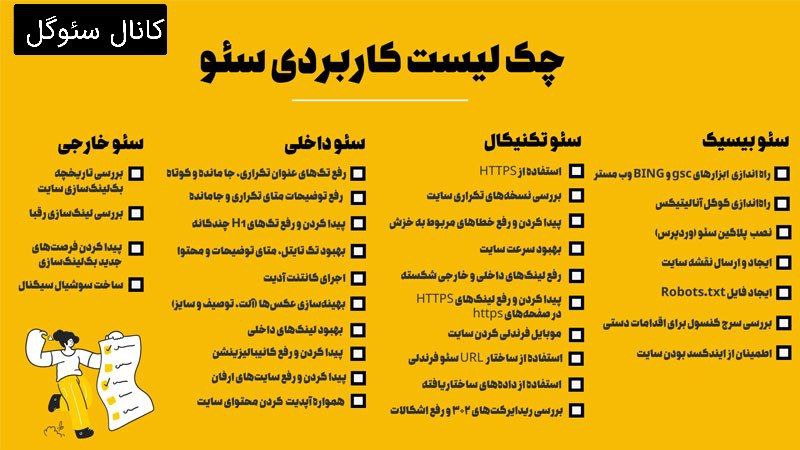 کانال سئوگل
چک لیست کاربردی سئو
سئو بیسیک
راه‌اندازی ابزارهای gsc و BING وب مستر
راه‌اندازی گوگل آنالیتیکس
نصب پلاگین سئو (وردپرس)
ایجاد و ارسال نقشه سایت
ایجاد فایل Robots.txt
بررسی سرچ کنسول برای اقدامات دستی
اطمینان از ایندکسد بودن سایت
سئو تکنیکال
استفاده از HTTPS
بررسی نسخه‌های تکراری سایت
پیدا کردن و رفع خطاهای مربوط به خزش
بهبود سرعت سایت
رفع لینک‌های داخلی و خارجی شکسته
پیدا کردن و رفع لینک‌های HTTPS
در صفحه‌های https
موبایل فرندلی کردن سایت
استفاده از ساختار URL سئو فرندلی
استفاده از داده‌های ساختاریافته
بررسی ریدایرکت‌های ۳۰۲ و رفع اشکالات
سئو داخلی
رفع تگ‌های عنوان تکراری، جا مانده و کوتاه
رفع توضیحات متای تکراری و جامانده
پیدا کردن و رفع تگ‌های H1 چندگانه
بهبود تگ تایتل، متای توضیحات و محتوا
اجرای کانتنت آدیت
بهینه‌سازی عکس‌ها (آلت، توصیف و سایز)
بهبود لینک‌های داخلی
پیدا کردن و رفع کانیبالیزیشن
پیدا کردن و رفع سایت‌های ارفان
همواره آپدیت کردن محتوای سایت
سئو خارجی
بررسی تاریخچه
بک‌لینک‌سازی سایت
بررسی لینک‌سازی رقبا
پیدا کردن فرصت‌های
جدید بک‌لینک‌سازی
ساخت سوشیال سیگنال